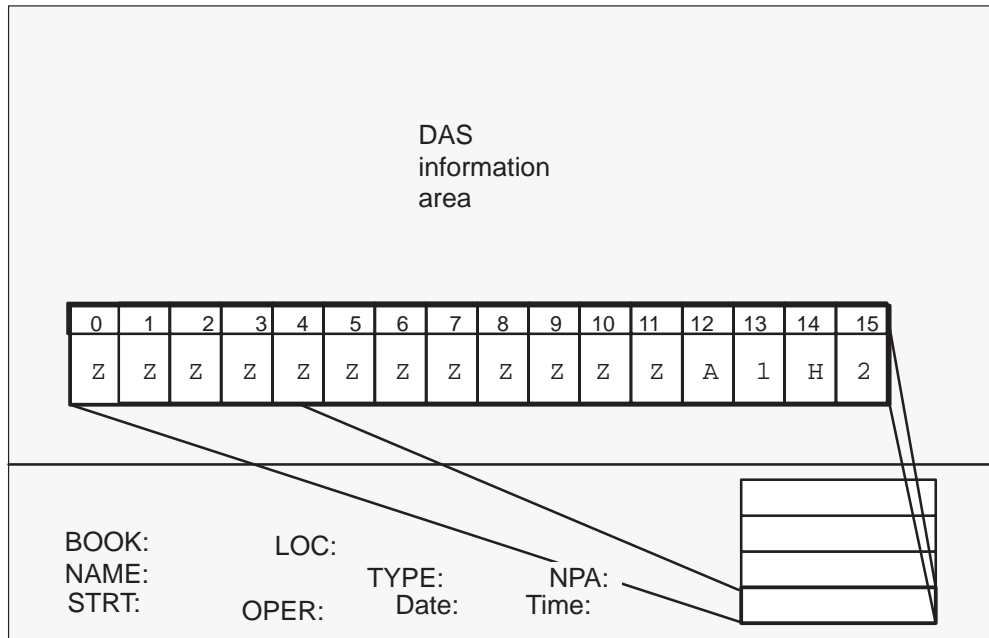 DAS
information
area
0 1 2 3 4 5 6 7 8 9 10 11 12 13 14 15
Z Z Z Z Z Z Z Z Z Z Z Z A 1 H 2
BOOK: LOC:
NAME: TYPE: NPA:
STRT: OPER: Date: Time: